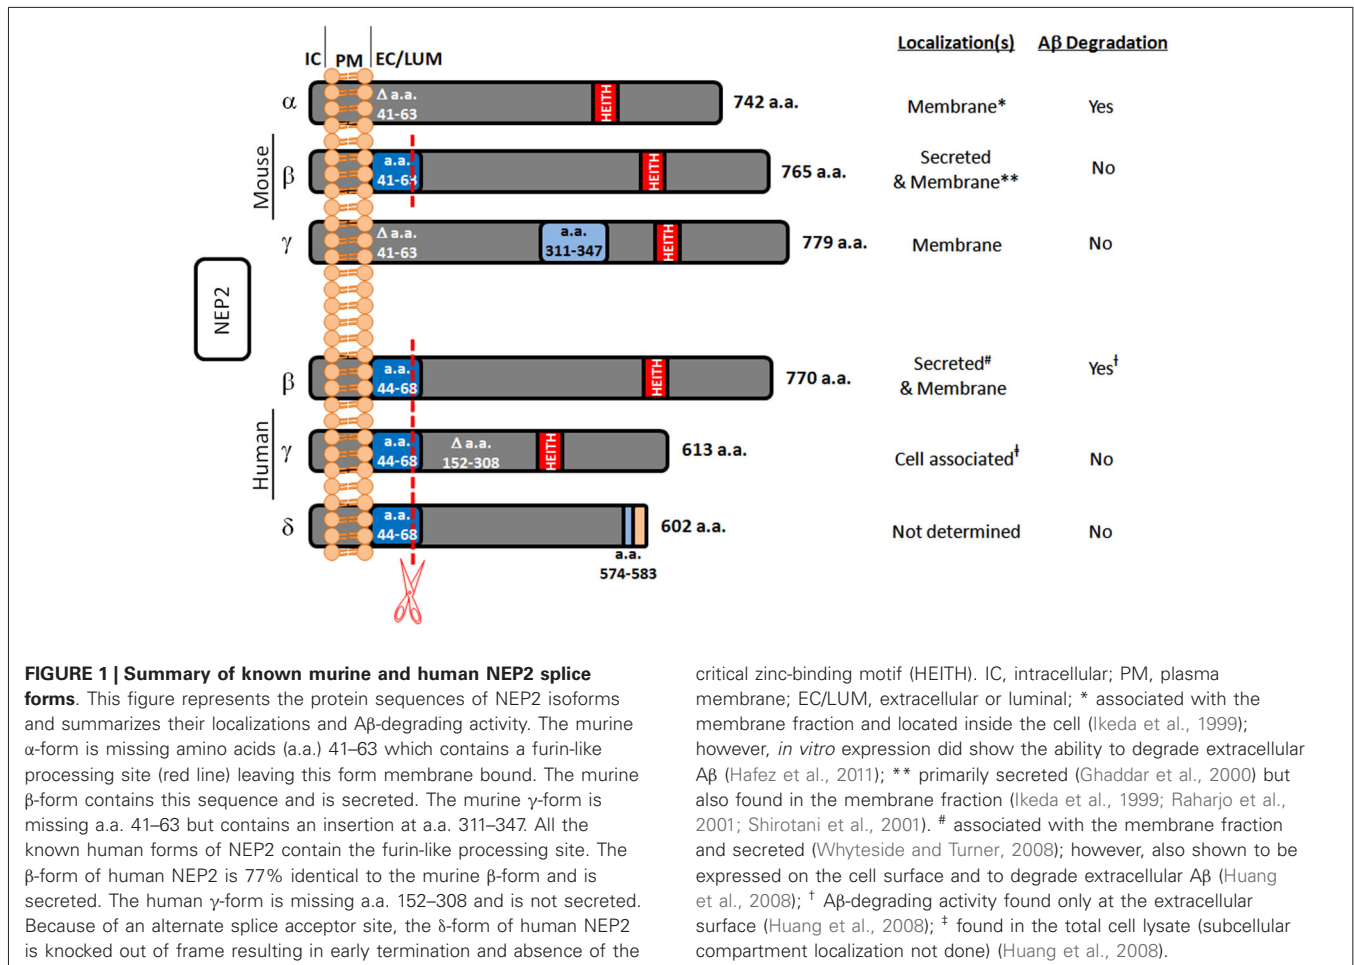 Localization(s) Aβ Degradation
IC PM EC/LUM
α Δ a.a. HEITH 742 a.a. Membrane* Yes
41-63
Mouse
β a.a. HEITH 765 a.a. Secreted No
41-63 & Membrane**
γ Δ a.a. a.a. HEITH 779 a.a. Membrane No
41-63 311-347
NEP2
β a.a. HEITH 770 a.a. Secreted# Yes†
44-68 & Membrane
Human
γ a.a. Δ a.a. HEITH 613 a.a. Cell associated‡ No
44-68 152-308
δ a.a. 602 a.a. Not determined No
44-68
a.a.
574-583
FIGURE 1 | Summary of known murine and human NEP2 splice
forms. This figure represents the protein sequences of NEP2 isoforms
and summarizes their localizations and Aβ-degrading activity. The murine
α-form is missing amino acids (a.a.) 41–63 which contains a furin-like
processing site (red line) leaving this form membrane bound. The murine
β-form contains this sequence and is secreted. The murine γ-form is
missing a.a. 41–63 but contains an insertion at a.a. 311–347. All the
known human forms of NEP2 contain the furin-like processing site. The
β-form of human NEP2 is 77% identical to the murine β-form and is
secreted. The human γ-form is missing a.a. 152–308 and is not secreted.
Because of an alternate splice acceptor site, the δ-form of human NEP2
is knocked out of frame resulting in early termination and absence of the
critical zinc-binding motif (HEITH). IC, intracellular; PM, plasma
membrane; EC/LUM, extracellular or luminal; * associated with the
membrane fraction and located inside the cell (Ikeda et al., 1999);
however, in vitro expression did show the ability to degrade extracellular
Aβ (Hafez et al., 2011); ** primarily secreted (Ghaddar et al., 2000) but
also found in the membrane fraction (Ikeda et al., 1999; Raharjo et al.,
2001; Shirotani et al., 2001). # associated with the membrane fraction
and secreted (Whyteside and Turner, 2008); however, also shown to be
expressed on the cell surface and to degrade extracellular Aβ (Huang
et al., 2008); † Aβ-degrading activity found only at the extracellular
surface (Huang et al., 2008); ‡ found in the total cell lysate (subcellular
compartment localization not done) (Huang et al., 2008).